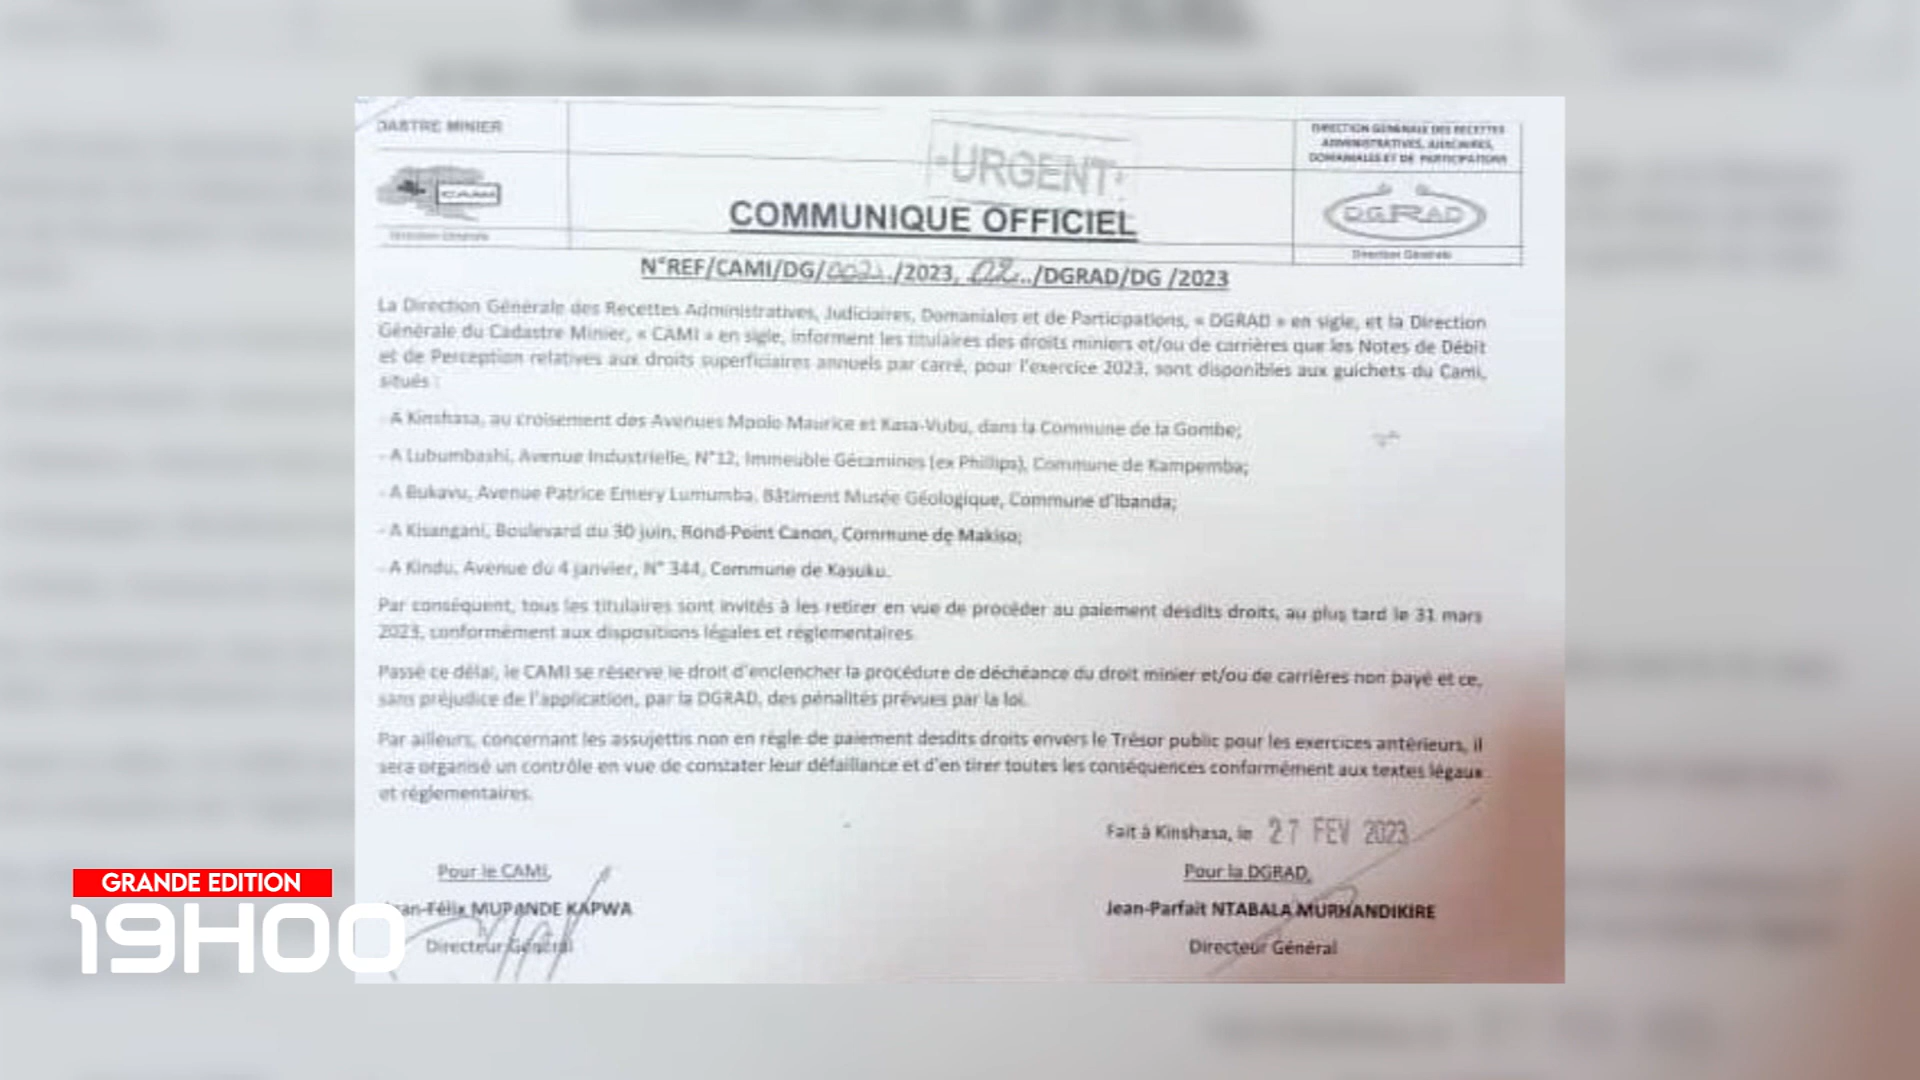 DASTRE MINIER
CAMI
Direction Générale
URGENT
COMMUNIQUE OFFICIEL
DIRECTION GENERALE DES RECETTES
ADMINISTRATIVES, JUDICIAIRES,
DOMANIALES ET DE PARTICIPATIONS
DGRAD
Direction Générale
N°REF/CAMI/DG/ /2023, 02../DGRAD/DG /2023
La Direction Générale des Recettes Administratives, Judiciaires, Domaniales et de Participations, « DGRAD » en sigle, et la Direction
Générale du Cadastre Minier, « CAMI » en sigle, informent les titulaires des droits miniers et/ou de carrières que les Notes de Débit
et de Perception relatives aux droits superficiaires annuels par carré, pour l'exercice 2023, sont disponibles aux guichets du Cami,
situés :
- A Kinshasa, au croisement des Avenues Mpolo Maurice et Kasa-Vubu, dans la Commune de la Gombe;
- A Lubumbashi, Avenue Industrielle, N°12, Immeuble Gécamines (ex Phillips), Commune de Kampemba;
- A Bukavu, Avenue Patrice Emery Lumumba, Bâtiment Musée Géologique, Commune d'Ibanda;
- A Kisangani, Boulevard du 30 juin, Rond-Point Canon, Commune de Makiso;
- A Kindu, Avenue du 4 janvier, N° 344, Commune de Kasuku.
Par conséquent, tous les titulaires sont invités à les retirer en vue de procéder au paiement desdits droits, au plus tard le 31 mars
2023, conformément aux dispositions légales et réglementaires.
Passé ce délai, le CAMI se réserve le droit d'enclencher la procédure de déchéance du droit minier et/ou de carrières non payé et ce,
sans préjudice de l'application, par la DGRAD, des pénalités prévues par la loi.
Par ailleurs, concernant les assujettis non en règle de paiement desdits droits envers le Trésor public pour les exercices antérieurs, il
sera organisé un contrôle en vue de constater leur défaillance et d'en tirer toutes les conséquences conformément aux textes légaux
et réglementaires.
Fait à Kinshasa, le 27 FEV 2023
Pour le CAMI,
Pour la DGRAD,
Jean-Félix MUPANDE KAPWA
Jean-Parfait NTABALA MURHANDIKIRE
Directeur Général
Directeur Général
GRANDE EDITION
19H00